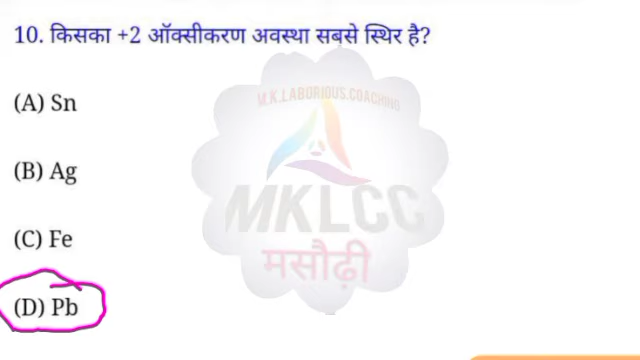 10. किसका +2 ऑक्सीकरण अवस्था सबसे स्थिर है?
M.K.LABORIOUS.COACHING
(A) Sn
(B) Ag
MKLCC
(C) Fe
मसौढ़ी
(D) Pb